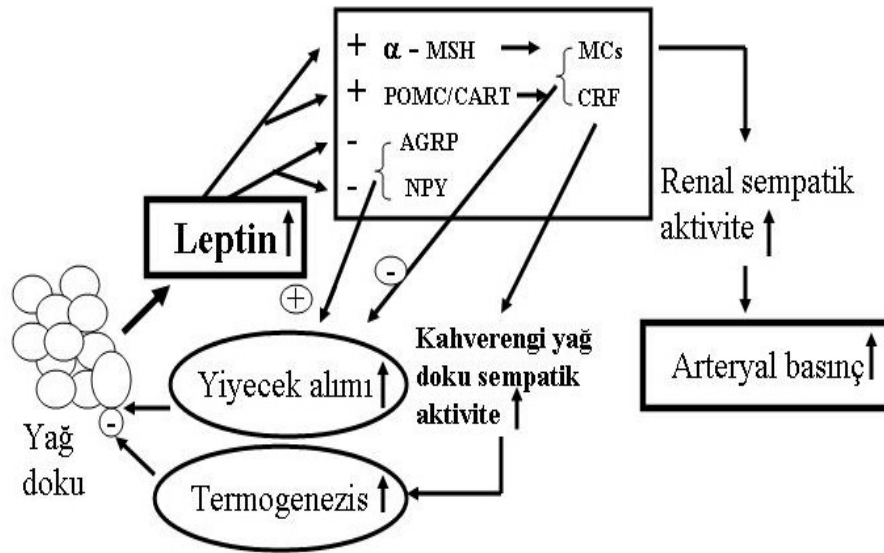 + α - MSH
MCs
+ POMC/CART
CRF
- AGRP
- NPY
Leptin
Renal sempatik
aktivite
+
-
Kahverengi yağ
doku sempatik
aktivite
Arteryal basınç
Yiyecek alımı
-
Yağ
doku
Termogenezis